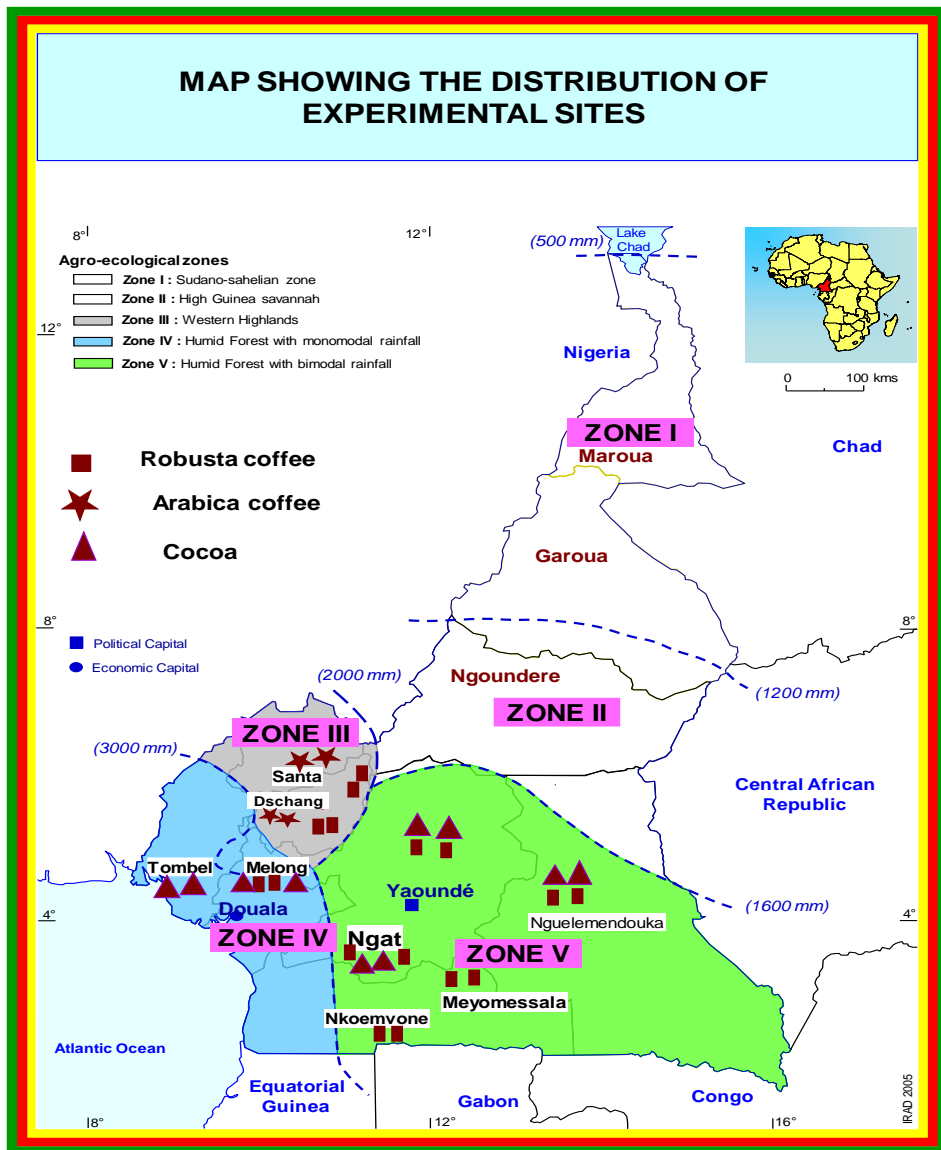 MAP SHOWING THE DISTRIBUTION OF
EXPERIMENTAL SITES
8°
12°
(500 mm)
Lake
Chad
Agro-ecological zones
Zone I : Sudano-sahelian zone
Zone II : High Guinea savannah
Zone III : Western Highlands
Zone IV : Humid Forest with monomodal rainfall
Zone V : Humid Forest with bimodal rainfall
12°
Nigeria
0 100 kms
ZONE I
Maroua
Chad
Robusta coffee
Arabica coffee
Cocoa
Garoua
8°
8°
Political Capital
Economic Capital
(2000 mm)
Ngoundere
(1200 mm)
ZONE II
ZONE III
(3000 mm)
Santa
Central African
Republic
Dschang
Tombel
Melong
Yaoundé
Douala
(1600 mm)
4°
4°
Nguelemendouka
ZONE IV
Ngat
ZONE V
Meyomessala
Nkoemvone
Atlantic Ocean
Equatorial
Guinea
Gabon
Congo
IRAD 2005
8°
12°
16°